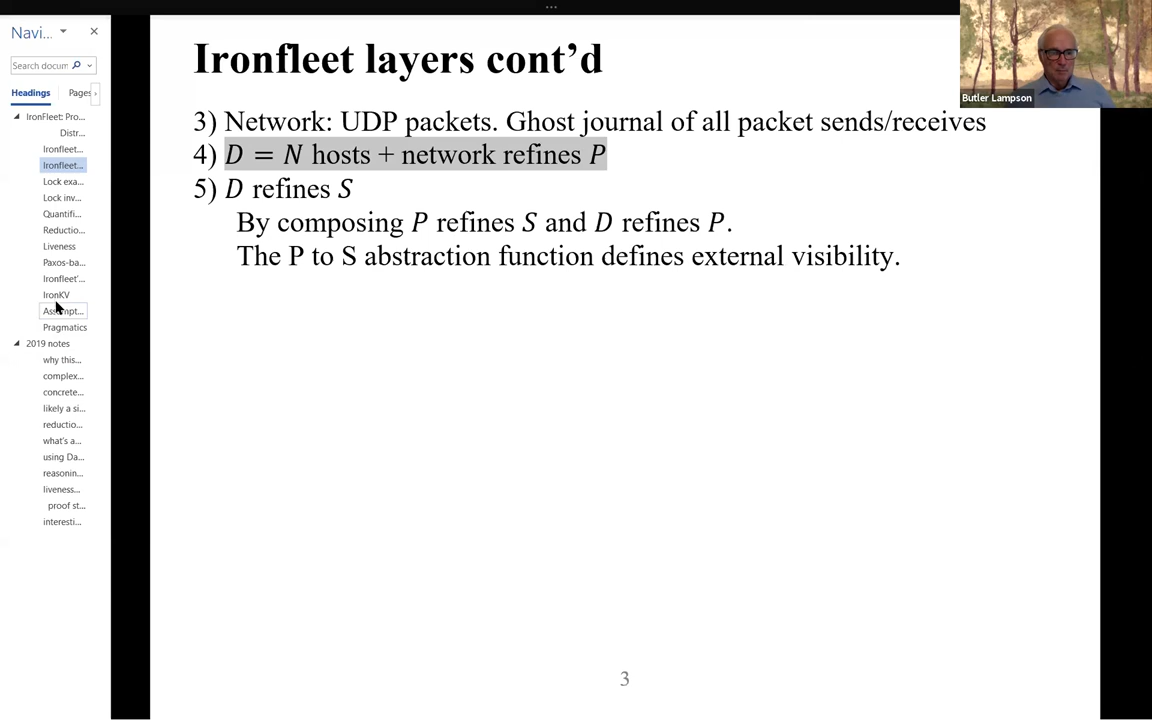 Navi...
Search docum
Headings
Pages
IronFleet: Pro...
Distr...
Ironfleet...
Ironfleet...
Lock exa...
Lock inv...
Quantifi...
Reductio...
Liveness
Paxos-ba...
Ironfleet'...
IronKV
Assumpt...
Pragmatics
2019 notes
why this...
complex...
concrete...
likely a si...
reductio...
what's a...
using Da...
reasonin...
liveness...
proof st...
interesti...
Ironfleet layers cont’d
3) Network: UDP packets. Ghost journal of all packet sends/receives
4) D = N hosts + network refines P
5) D refines S
By composing P refines S and D refines P.
The P to S abstraction function defines external visibility.
3
Butler Lampson